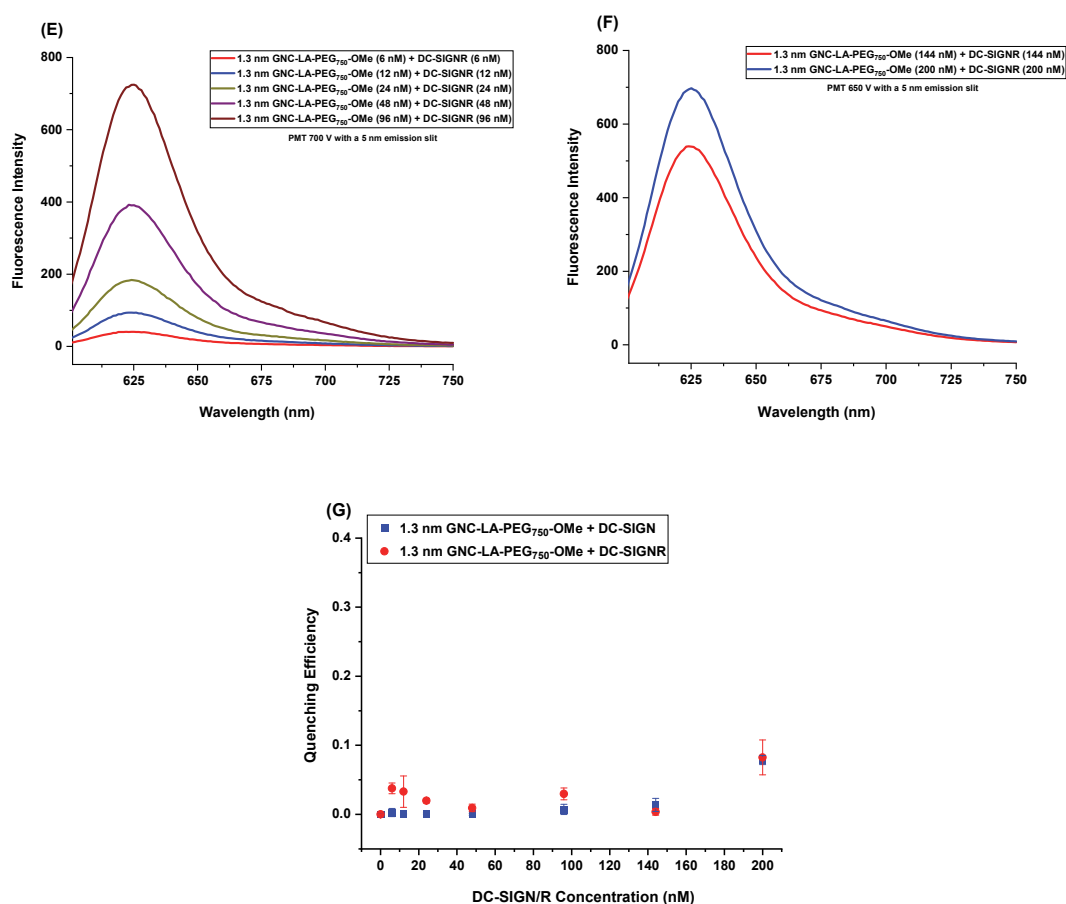 (E)
1.3 nm GNC-LA-PEG750-OMe (6 nM) + DC-SIGNR (6 nM)
1.3 nm GNC-LA-PEG750-OMe (12 nM) + DC-SIGNR (12 nM)
1.3 nm GNC-LA-PEG750-OMe (24 nM) + DC-SIGNR (24 nM)
1.3 nm GNC-LA-PEG750-OMe (48 nM) + DC-SIGNR (48 nM)
1.3 nm GNC-LA-PEG750-OMe (96 nM) + DC-SIGNR (96 nM)
PMT 700 V with a 5 nm emission slit
Fluorescence Intensity
800
600
400
200
0
625
650
675
700
725
750
Wavelength (nm)
(F)
1.3 nm GNC-LA-PEG750-OMe (144 nM) + DC-SIGNR (144 nM)
1.3 nm GNC-LA-PEG750-OMe (200 nM) + DC-SIGNR (200 nM)
PMT 650 V with a 5 nm emission slit
Fluorescence Intensity
800
600
400
200
0
625
650
675
700
725
750
Wavelength (nm)
(G)
1.3 nm GNC-LA-PEG750-OMe + DC-SIGN
1.3 nm GNC-LA-PEG750-OMe + DC-SIGNR
Quenching Efficiency
0.4
0.3
0.2
0.1
0.0
0
20
40
60
80
100
120
140
160
180
200
DC-SIGN/R Concentration (nM)